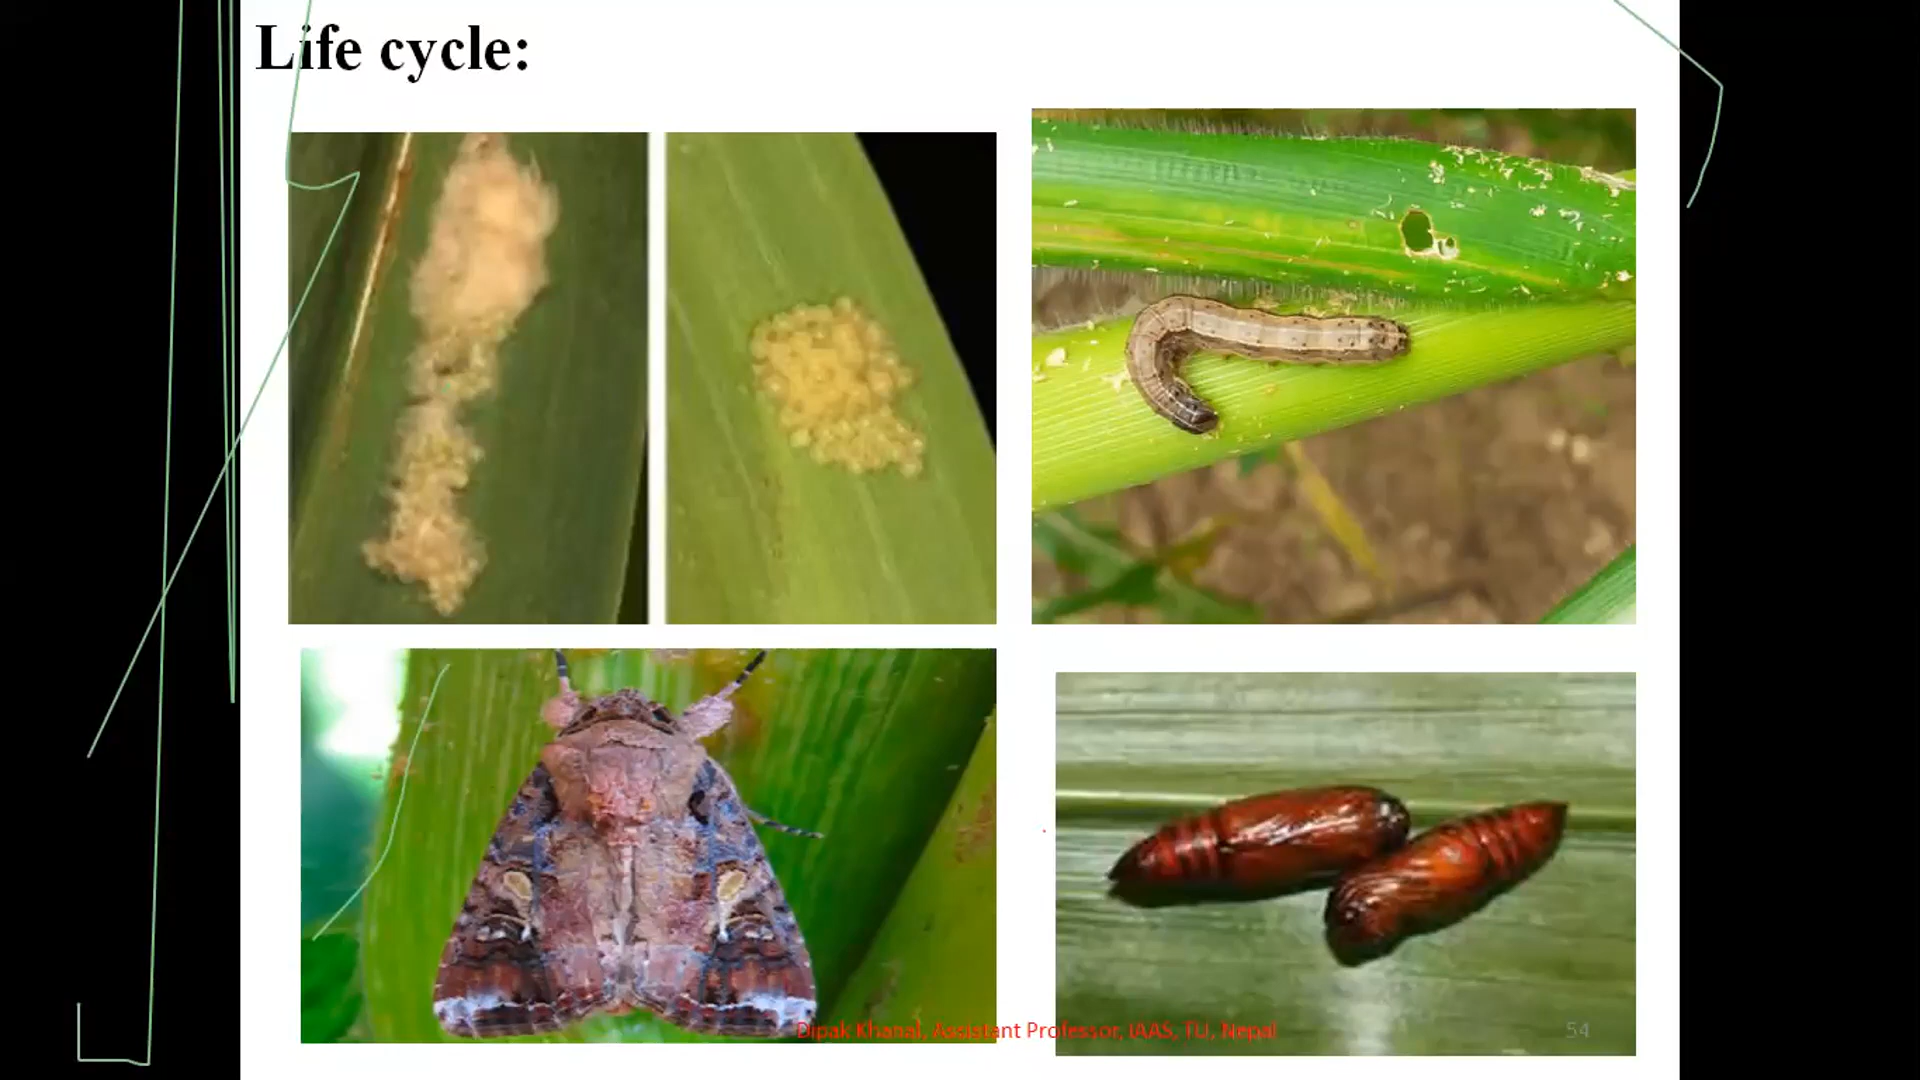 Life cycle:
Dipak Khanal, Assistant Professor, IAAS, TU, Nepal
54